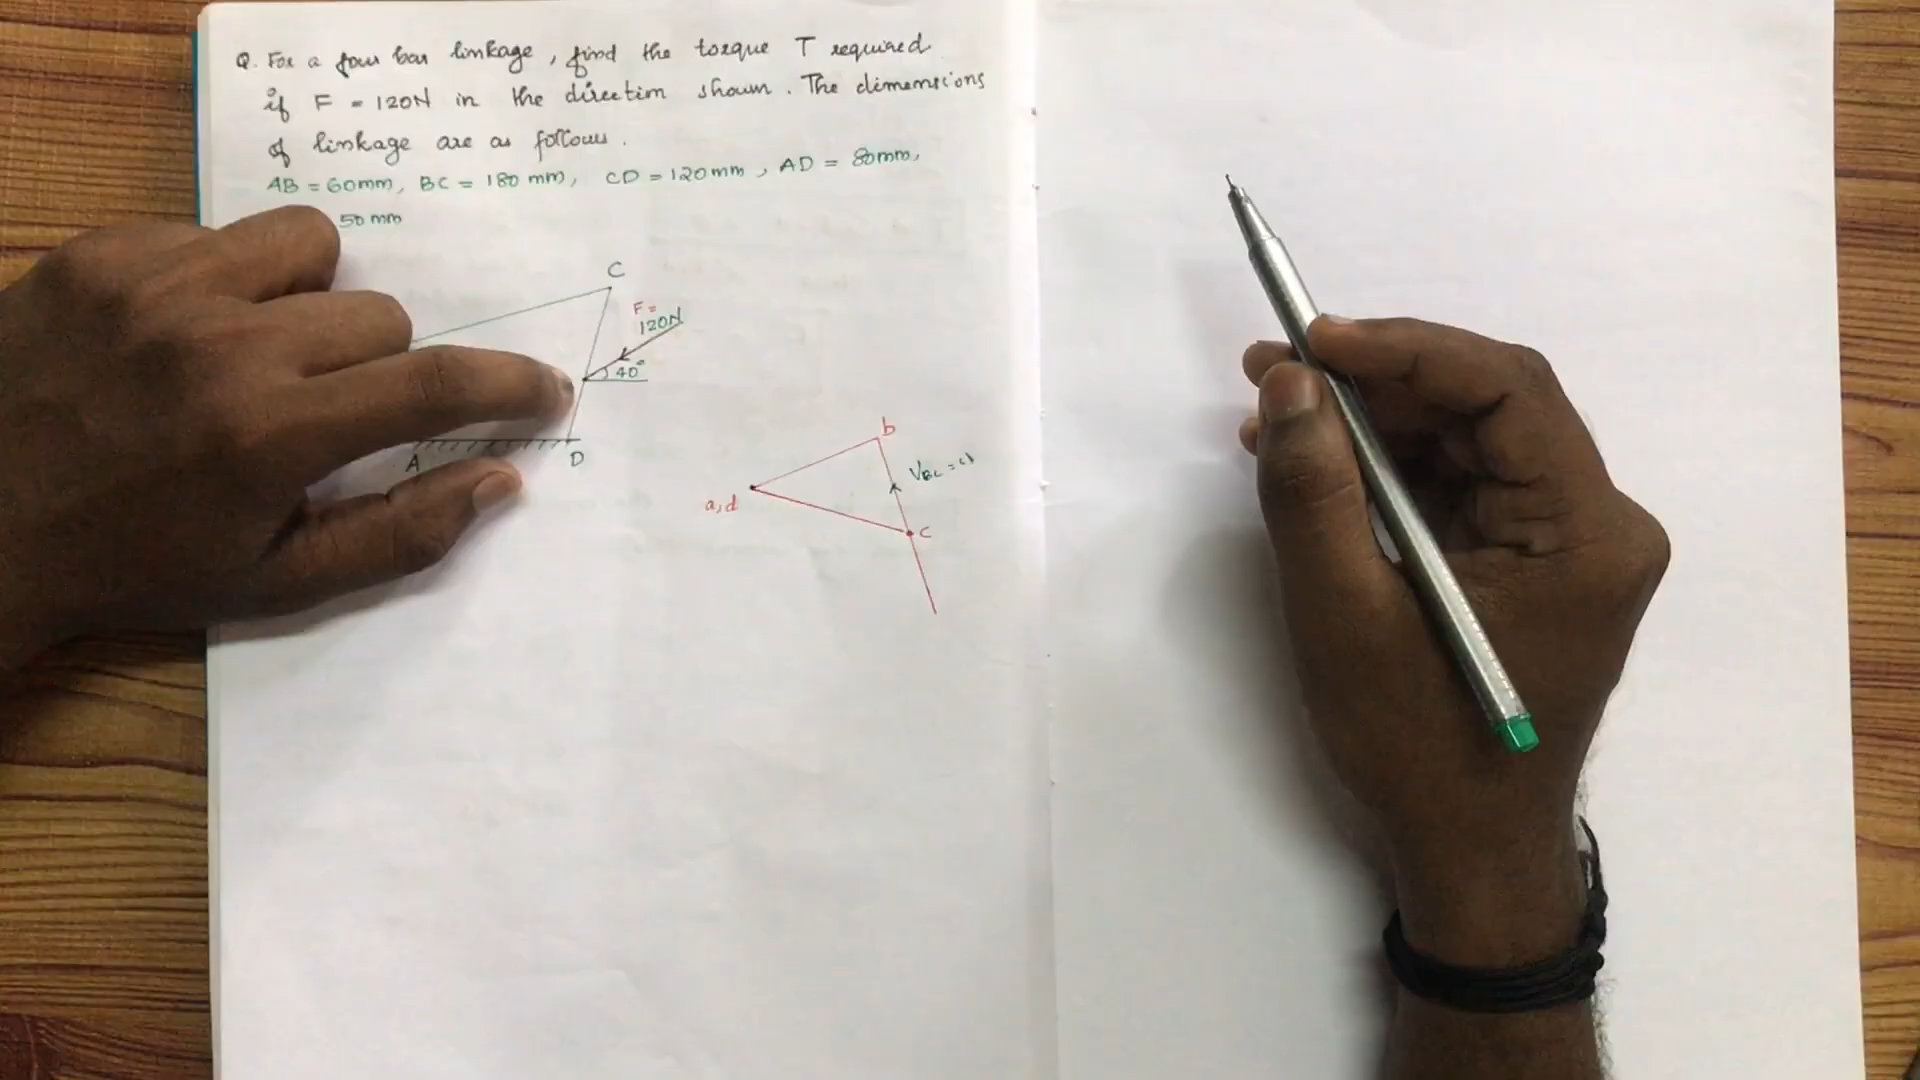 Q. For a four bar linkage, find the torque T required
if F = 120N in the direction shown. The dimensions
of linkage are as follows.
AB = 60mm, BC = 180 mm, CD = 120mm, AD = 80mm,
50 mm
C
F =
120N
40°
A
D
b
VBC =
a,d
c